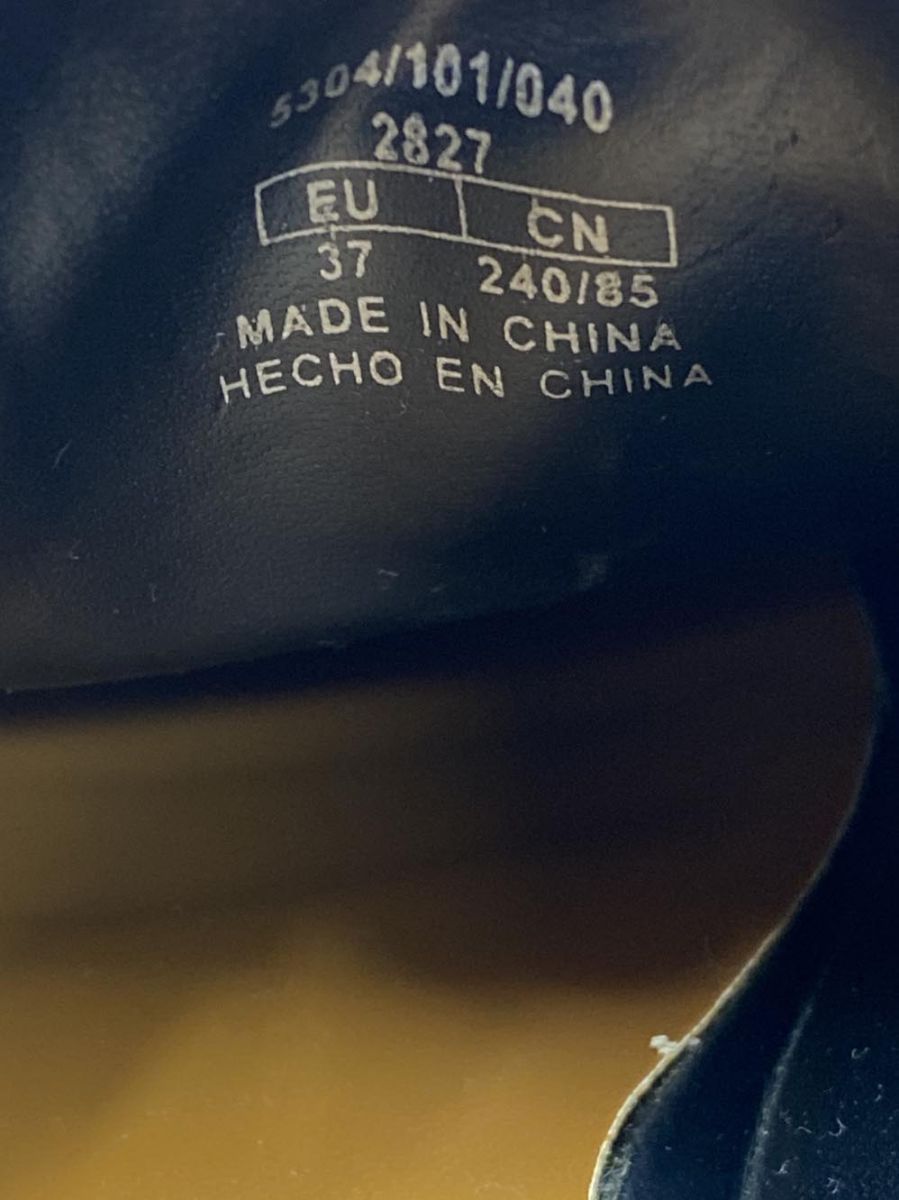 5304/101/040
2827
EU CN
37 240/85
MADE IN CHINA
HECHO EN CHINA